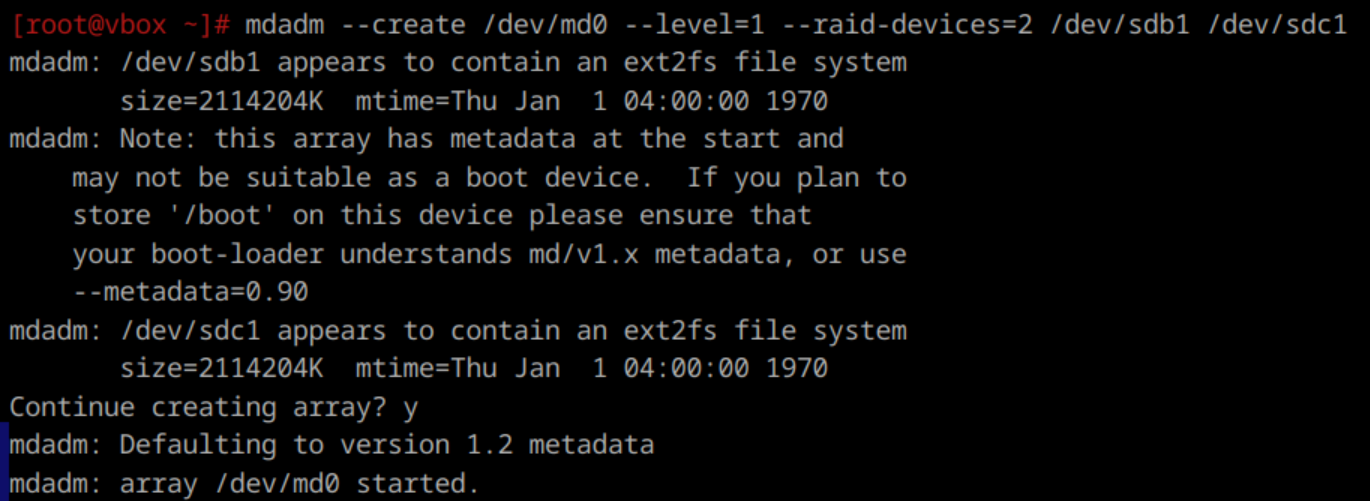 [root@vbox ~]# mdadm --create /dev/md0 --level=1 --raid-devices=2 /dev/sdb1 /dev/sdc1
mdadm: /dev/sdb1 appears to contain an ext2fs file system
       size=2114204K  mtime=Thu Jan  1 04:00:00 1970
mdadm: Note: this array has metadata at the start and
    may not be suitable as a boot device.  If you plan to
    store '/boot' on this device please ensure that
    your boot-loader understands md/v1.x metadata, or use
    --metadata=0.90
mdadm: /dev/sdc1 appears to contain an ext2fs file system
       size=2114204K  mtime=Thu Jan  1 04:00:00 1970
Continue creating array? y
mdadm: Defaulting to version 1.2 metadata
mdadm: array /dev/md0 started.